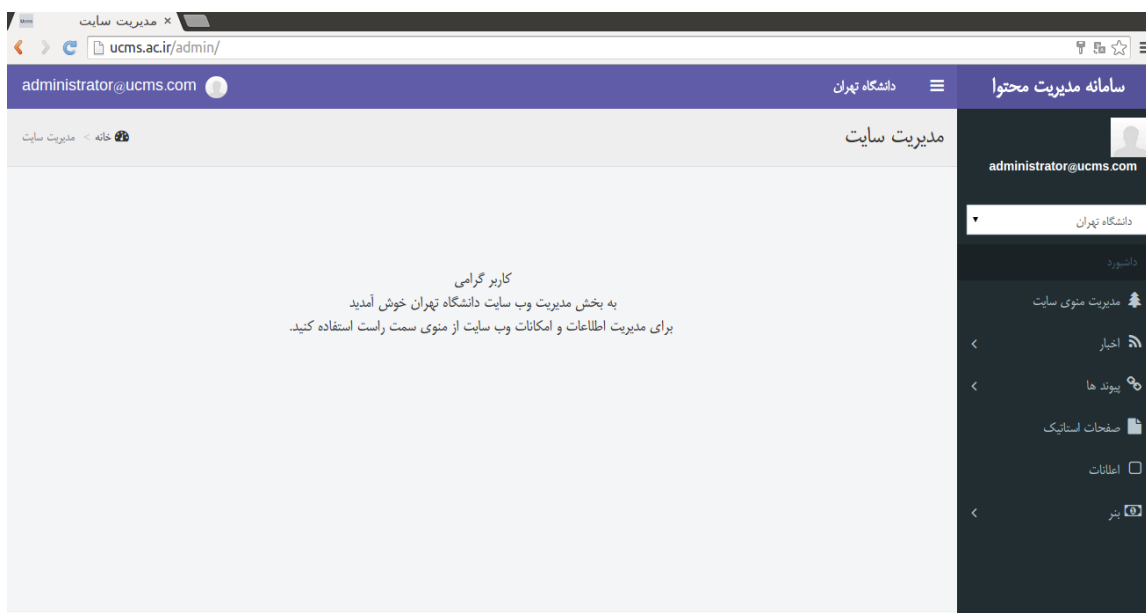 مدیریت سایت
ucms.ac.ir/admin/
سامانه مدیریت محتوا
دانشگاه تهران
administrator@ucms.com
administrator@ucms.com
دانشگاه تهران
داشبورد
مدیریت منوی سایت
اخبار
پیوند ها
صفحات استاتیک
اعلانات
بنر
مدیریت سایت
خانه > مدیریت سایت
کاربر گرامی
به بخش مدیریت وب سایت دانشگاه تهران خوش آمدید
برای مدیریت اطلاعات و امکانات وب سایت از منوی سمت راست استفاده کنید.